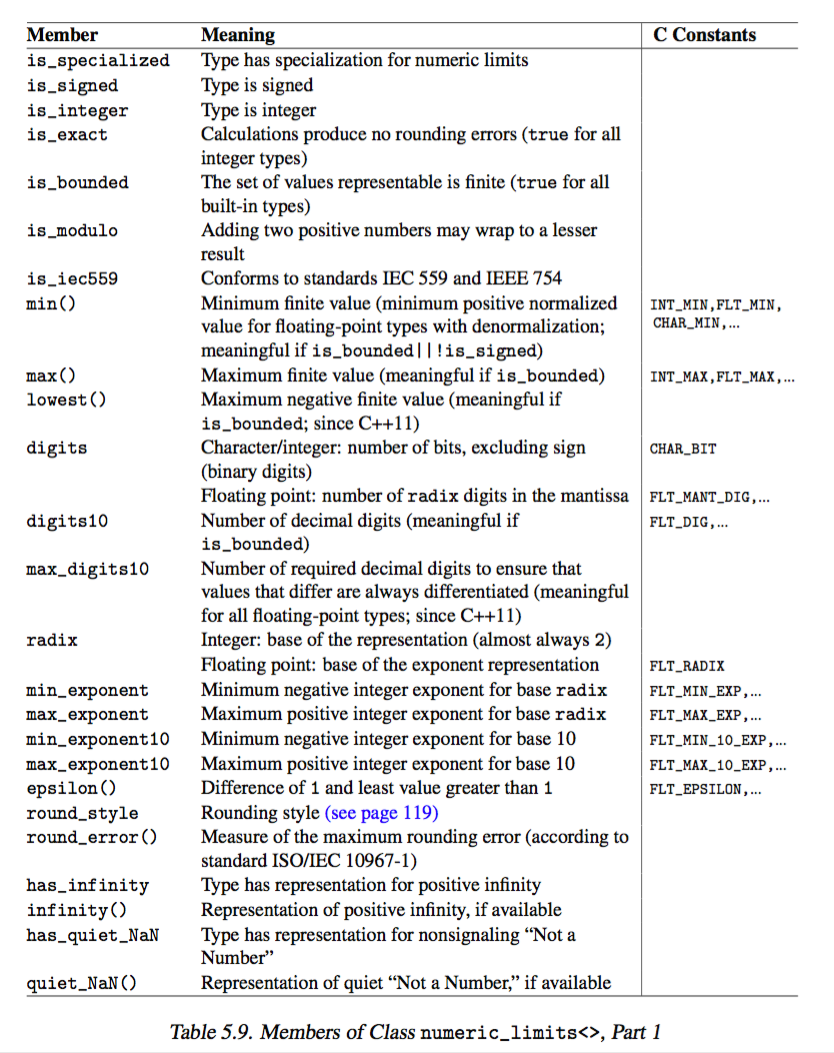 Member Meaning C Constants
is_specialized Type has specialization for numeric limits
is_signed Type is signed
is_integer Type is integer
is_exact Calculations produce no rounding errors (true for all
integer types)
is_bounded The set of values representable is finite (true for all
built-in types)
is_modulo Adding two positive numbers may wrap to a lesser
result
is_iec559 Conforms to standards IEC 559 and IEEE 754
min() Minimum finite value (minimum positive normalized INT_MIN,FLT_MIN,
value for floating-point types with denormalization; CHAR_MIN,...
meaningful if is_bounded||!is_signed)
max() Maximum finite value (meaningful if is_bounded) INT_MAX,FLT_MAX,...
lowest() Maximum negative finite value (meaningful if
is_bounded; since C++11)
digits Character/integer: number of bits, excluding sign CHAR_BIT
(binary digits)
Floating point: number of radix digits in the mantissa FLT_MANT_DIG,...
digits10 Number of decimal digits (meaningful if FLT_DIG,...
is_bounded)
max_digits10 Number of required decimal digits to ensure that
values that differ are always differentiated (meaningful
for all floating-point types; since C++11)
radix Integer: base of the representation (almost always 2)
Floating point: base of the exponent representation FLT_RADIX
min_exponent Minimum negative integer exponent for base radix FLT_MIN_EXP,...
max_exponent Maximum positive integer exponent for base radix FLT_MAX_EXP,...
min_exponent10 Minimum negative integer exponent for base 10 FLT_MIN_10_EXP,...
max_exponent10 Maximum positive integer exponent for base 10 FLT_MAX_10_EXP,...
epsilon() Difference of 1 and least value greater than 1 FLT_EPSILON,...
round_style Rounding style (see page 119)
round_error() Measure of the maximum rounding error (according to
standard ISO/IEC 10967-1)
has_infinity Type has representation for positive infinity
infinity() Representation of positive infinity, if available
has_quiet_NaN Type has representation for nonsignaling “Not a
Number”
quiet_NaN() Representation of quiet “Not a Number,” if available
Table 5.9. Members of Class numeric_limits<>, Part 1